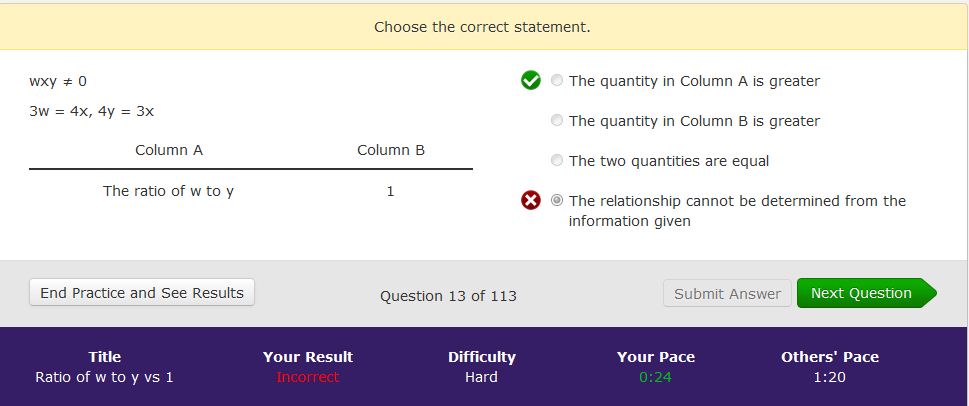 Choose the correct statement.
wxy ≠ 0
3w = 4x, 4y = 3x
Column A Column B
The ratio of w to y 1
The quantity in Column A is greater
The quantity in Column B is greater
The two quantities are equal
The relationship cannot be determined from the
information given
End Practice and See Results Question 13 of 113 Submit Answer Next Question
Title Your Result Difficulty Your Pace Others' Pace
Ratio of w to y vs 1 Incorrect Hard 0:24 1:20